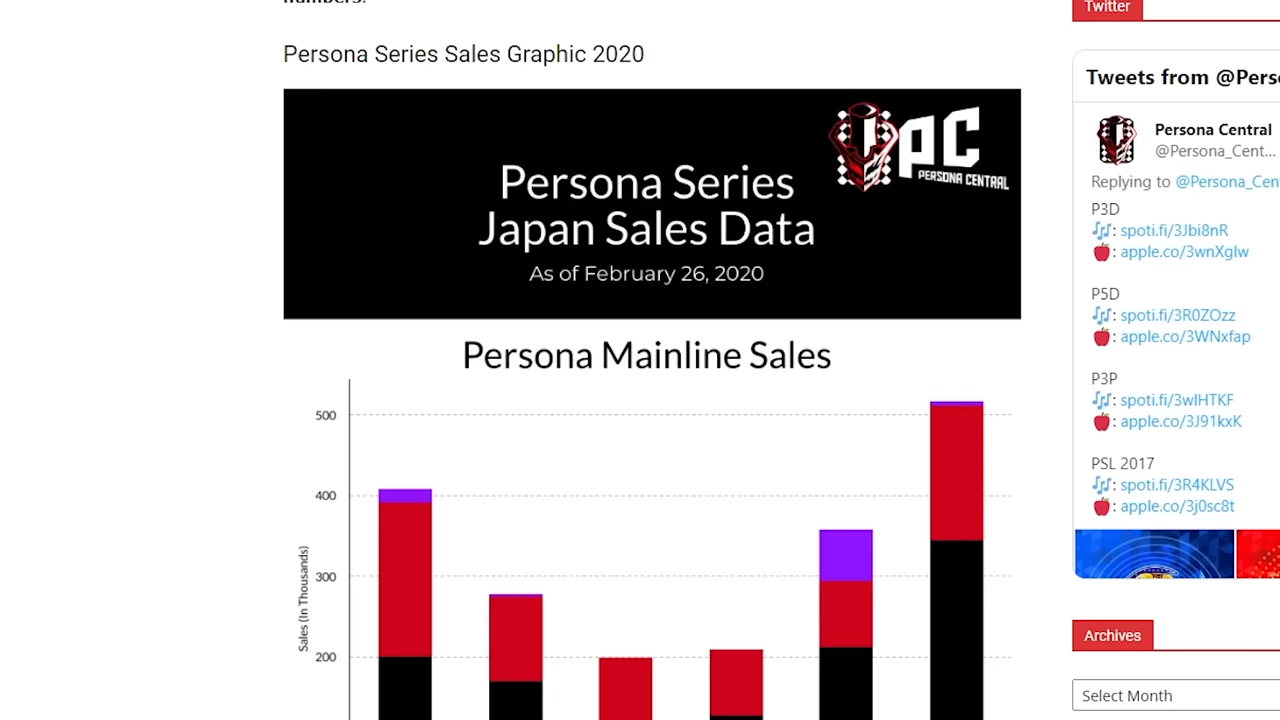 numbers.
Persona Series Sales Graphic 2020
PC
PERSONA CENTRAL
Persona Series
Japan Sales Data
As of February 26, 2020
Persona Mainline Sales
500
400
300
200
Sales (In Thousands)
Twitter
Tweets from @Perso
Persona Central
@Persona_Cent...
Replying to @Persona_Cen
P3D
: spoti.fi/3Jbi8nR
: apple.co/3wnXglw
P5D
: spoti.fi/3R0ZOzz
: apple.co/3WNxfap
P3P
: spoti.fi/3wIHTKF
: apple.co/3J91kxK
PSL 2017
: spoti.fi/3R4KLVS
: apple.co/3j0sc8t
Archives
Select Month